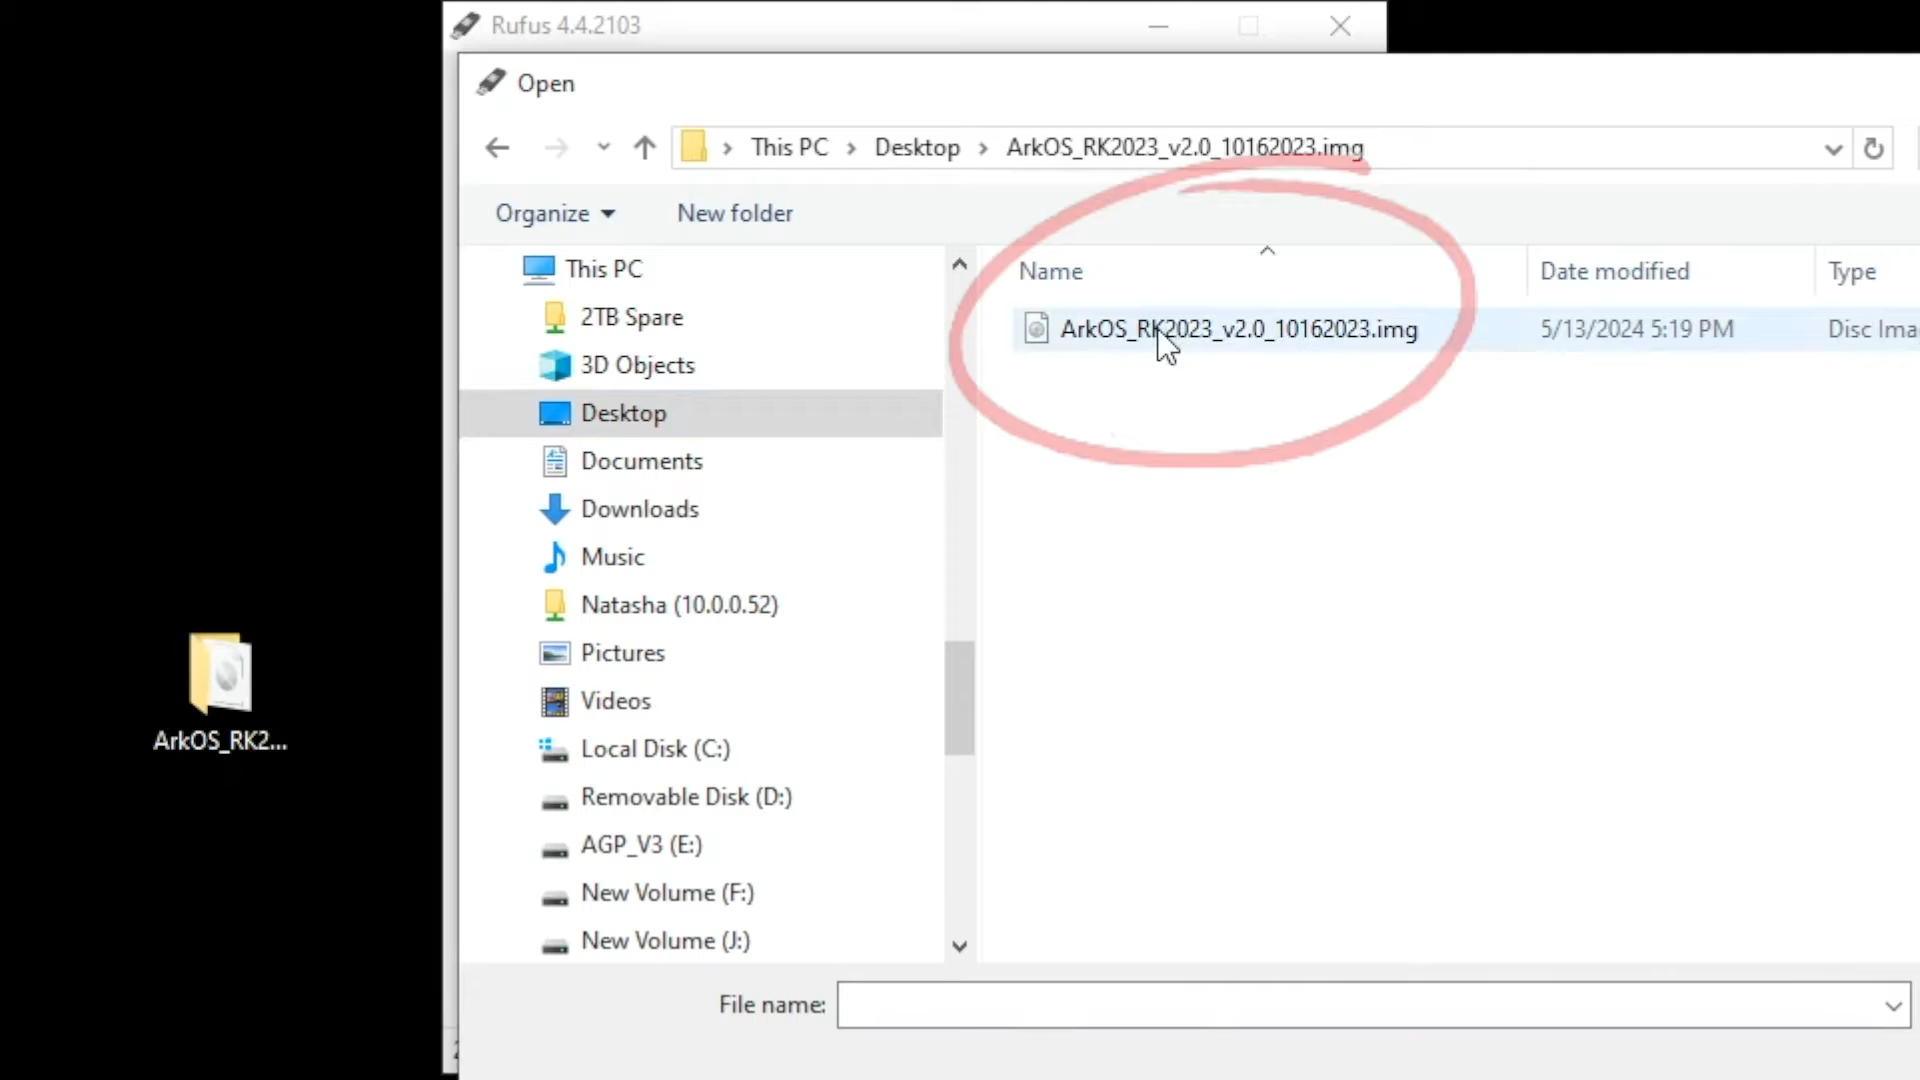 Rufus 4.4.2103
Open
This PC > Desktop > ArkOS_RK2023_v2.0_10162023.img
Organize New folder
Name Date modified Type
ArkOS_RK2023_v2.0_10162023.img 5/13/2024 5:19 PM Disc Ima
This PC
2TB Spare
3D Objects
Desktop
Documents
Downloads
Music
Natasha (10.0.0.52)
Pictures
Videos
Local Disk (C:)
Removable Disk (D:)
AGP_V3 (E:)
New Volume (F:)
New Volume (J:)
File name:
ArkOS_RK2...